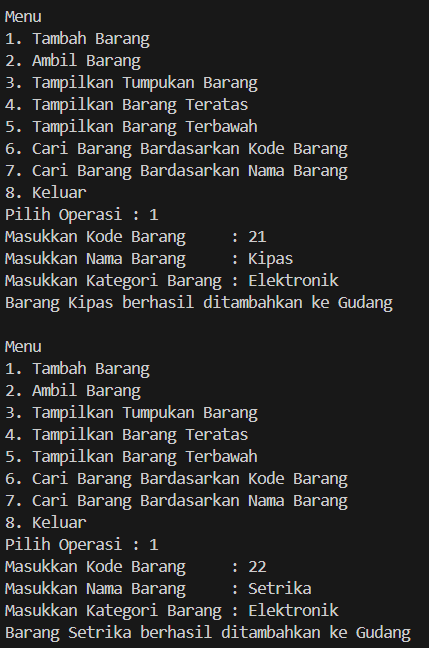 Menu
1. Tambah Barang
2. Ambil Barang
3. Tampilkan Tumpukan Barang
4. Tampilkan Barang Teratas
5. Tampilkan Barang Terbawah
6. Cari Barang Bardasarkan Kode Barang
7. Cari Barang Bardasarkan Nama Barang
8. Keluar
Pilih Operasi : 1
Masukkan Kode Barang     : 21
Masukkan Nama Barang     : Kipas
Masukkan Kategori Barang : Elektronik
Barang Kipas berhasil ditambahkan ke Gudang

Menu
1. Tambah Barang
2. Ambil Barang
3. Tampilkan Tumpukan Barang
4. Tampilkan Barang Teratas
5. Tampilkan Barang Terbawah
6. Cari Barang Bardasarkan Kode Barang
7. Cari Barang Bardasarkan Nama Barang
8. Keluar
Pilih Operasi : 1
Masukkan Kode Barang     : 22
Masukkan Nama Barang     : Setrika
Masukkan Kategori Barang : Elektronik
Barang Setrika berhasil ditambahkan ke Gudang